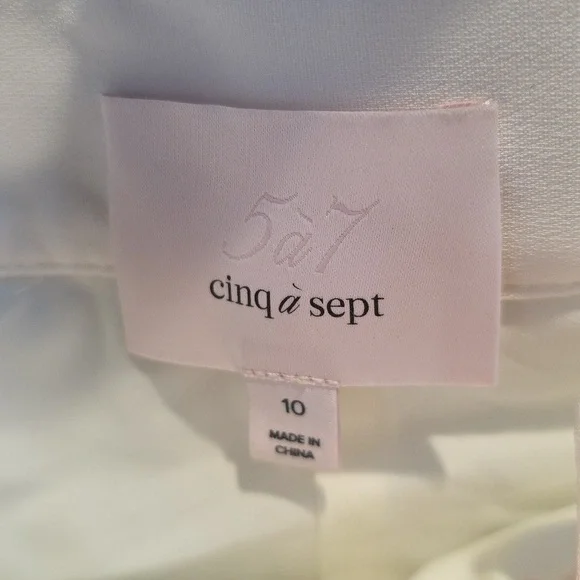 5à7
cinq à sept
10
MADE IN
CHINA